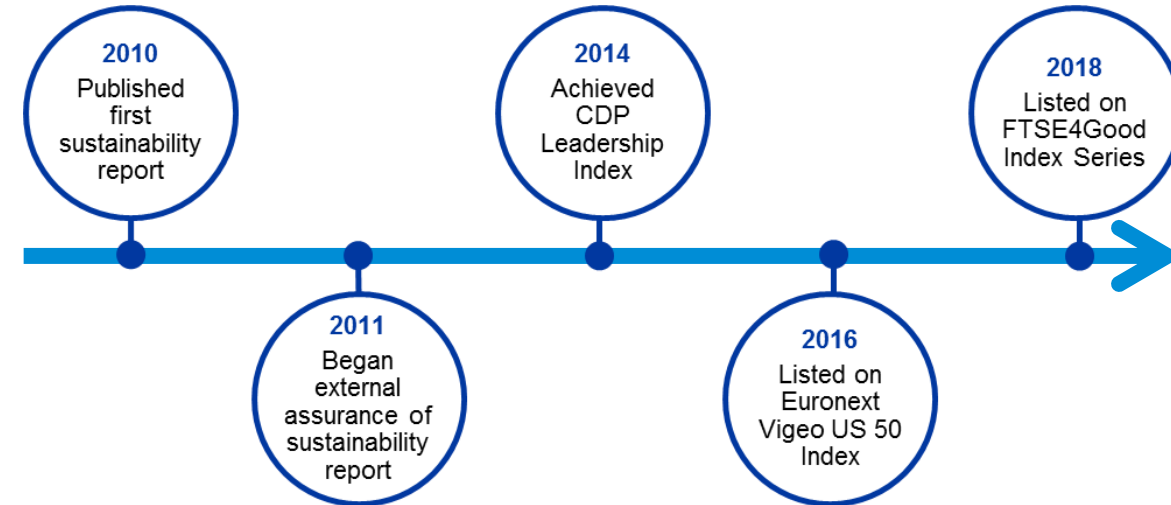 2010
Published
first
sustainability
report
2011
Began
external
assurance of
sustainability
report
2014
Achieved
CDP
Leadership
Index
2016
Listed on
Euronext
Vigeo US 50
Index
2018
Listed on
FTSE4Good
Index Series